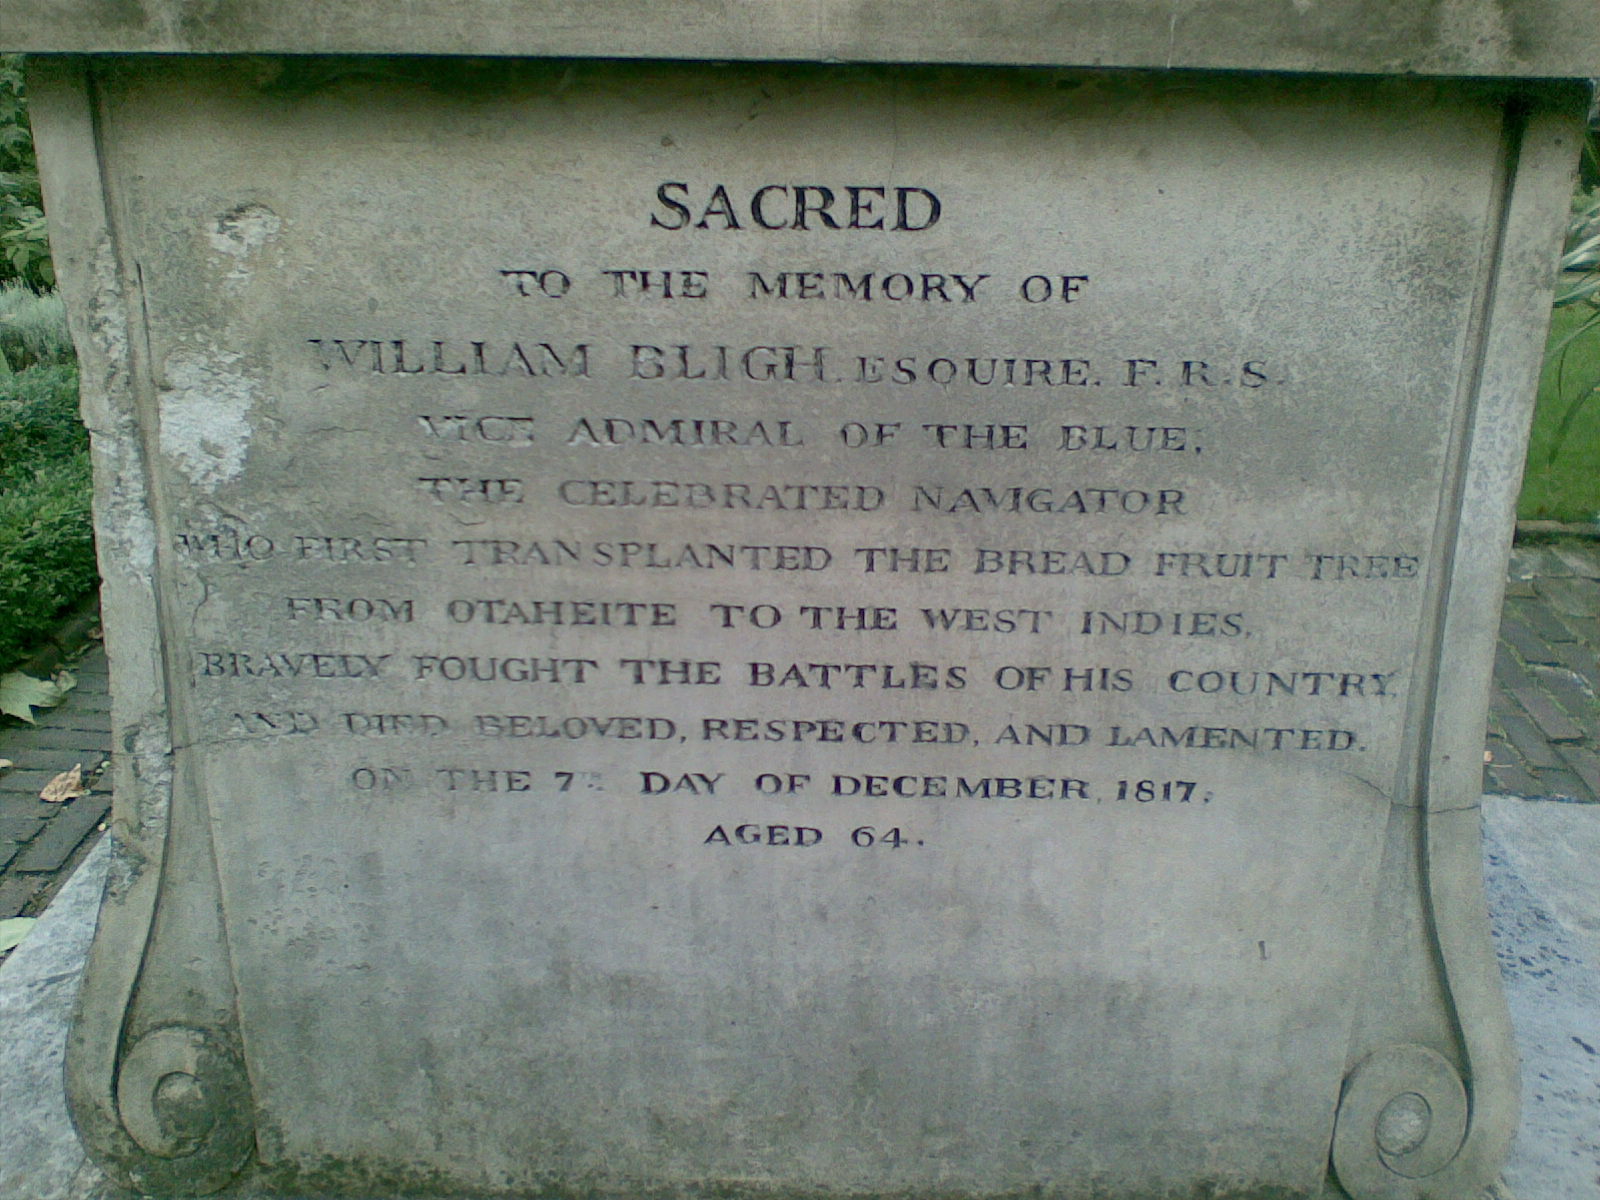 SACRED
TO THE MEMORY OF
WILLIAM BLIGH. ESQUIRE. F. R. S.
VICE ADMIRAL OF THE BLUE;
THE CELEBRATED NAVIGATOR
WHO FIRST TRANSPLANTED THE BREAD FRUIT TREE
FROM OTAHEITE TO THE WEST INDIES,
BRAVELY FOUGHT THE BATTLES OF HIS COUNTRY,
AND DIED BELOVED, RESPECTED, AND LAMENTED.
ON THE 7TH DAY OF DECEMBER, 1817;
AGED 64.